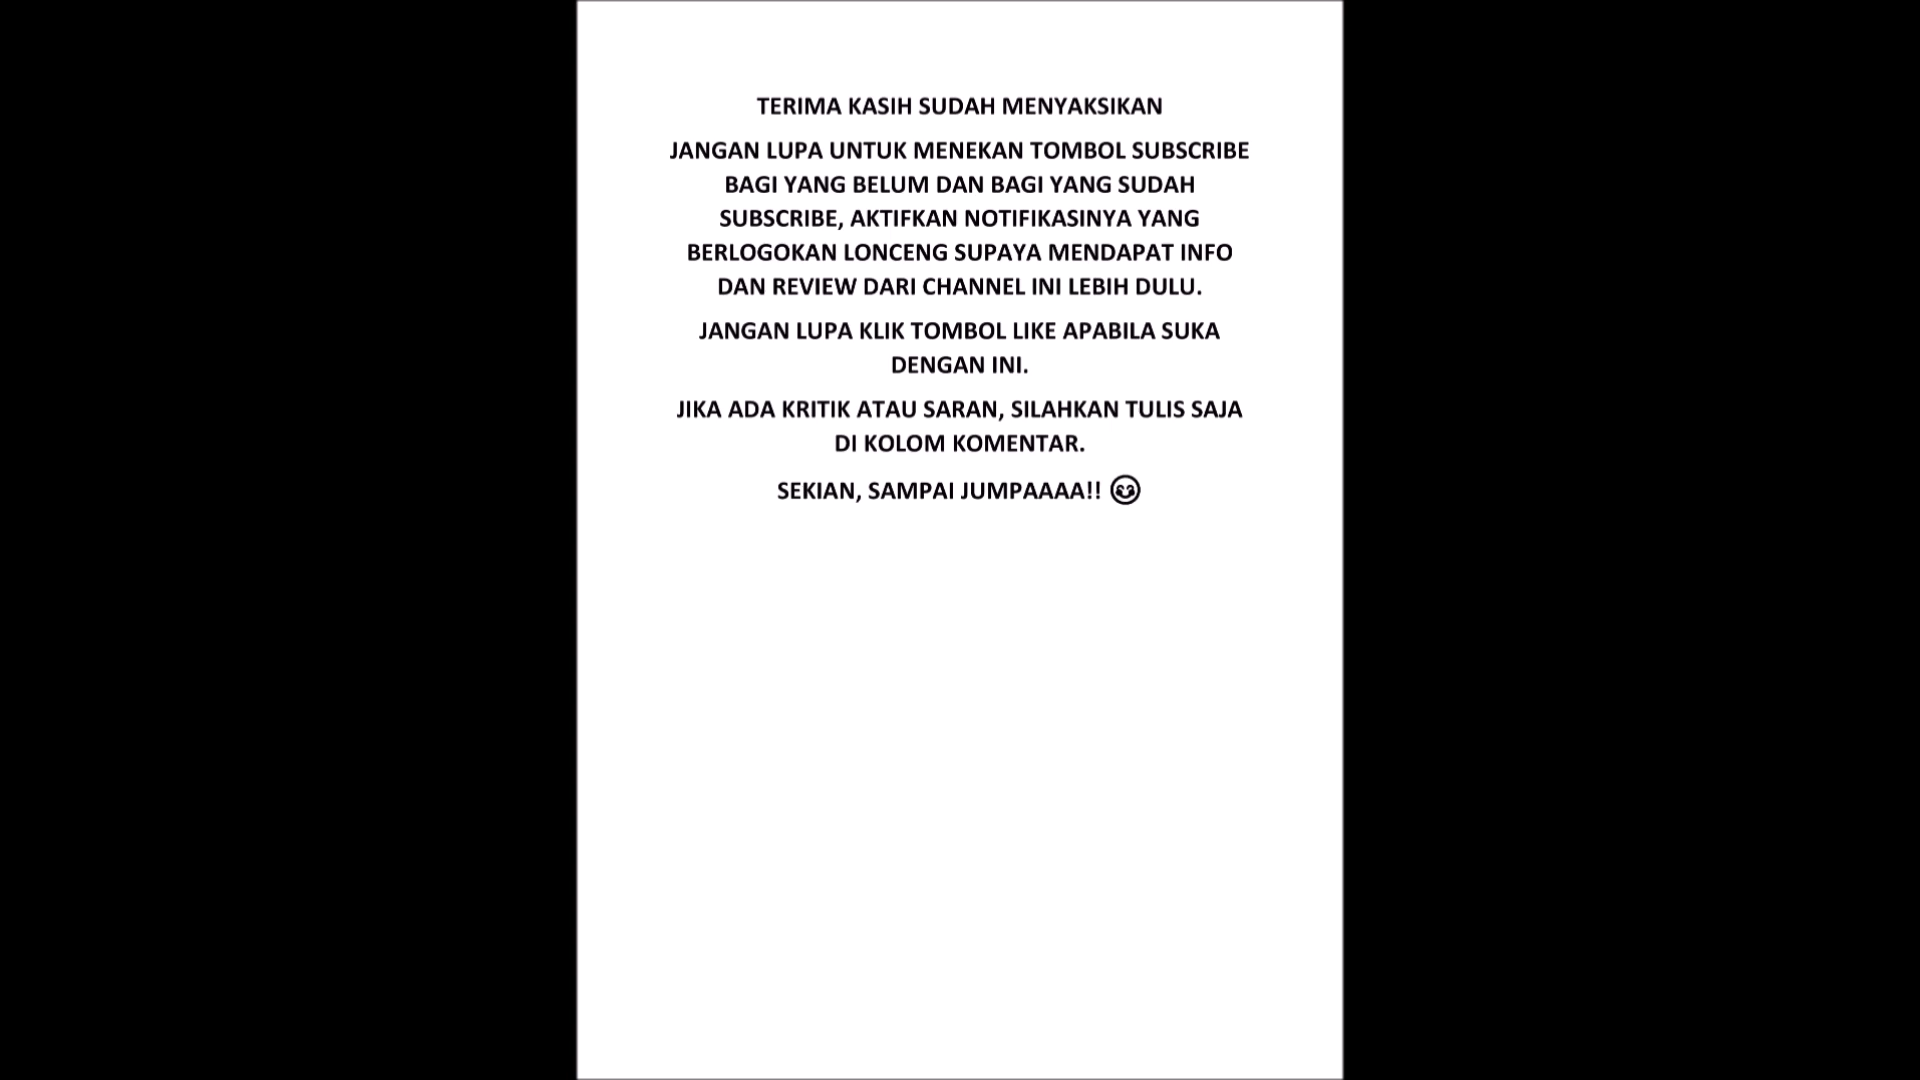 TERIMA KASIH SUDAH MENYAKSIKAN
JANGAN LUPA UNTUK MENEKAN TOMBOL SUBSCRIBE
BAGI YANG BELUM DAN BAGI YANG SUDAH
SUBSCRIBE, AKTIFKAN NOTIFIKASINYA YANG
BERLOGOKAN LONCENG SUPAYA MENDAPAT INFO
DAN REVIEW DARI CHANNEL INI LEBIH DULU.
JANGAN LUPA KLIK TOMBOL LIKE APABILA SUKA
DENGAN INI.
JIKA ADA KRITIK ATAU SARAN, SILAHKAN TULIS SAJA
DI KOLOM KOMENTAR.
SEKIAN, SAMPAI JUMPAAAA!! 😊